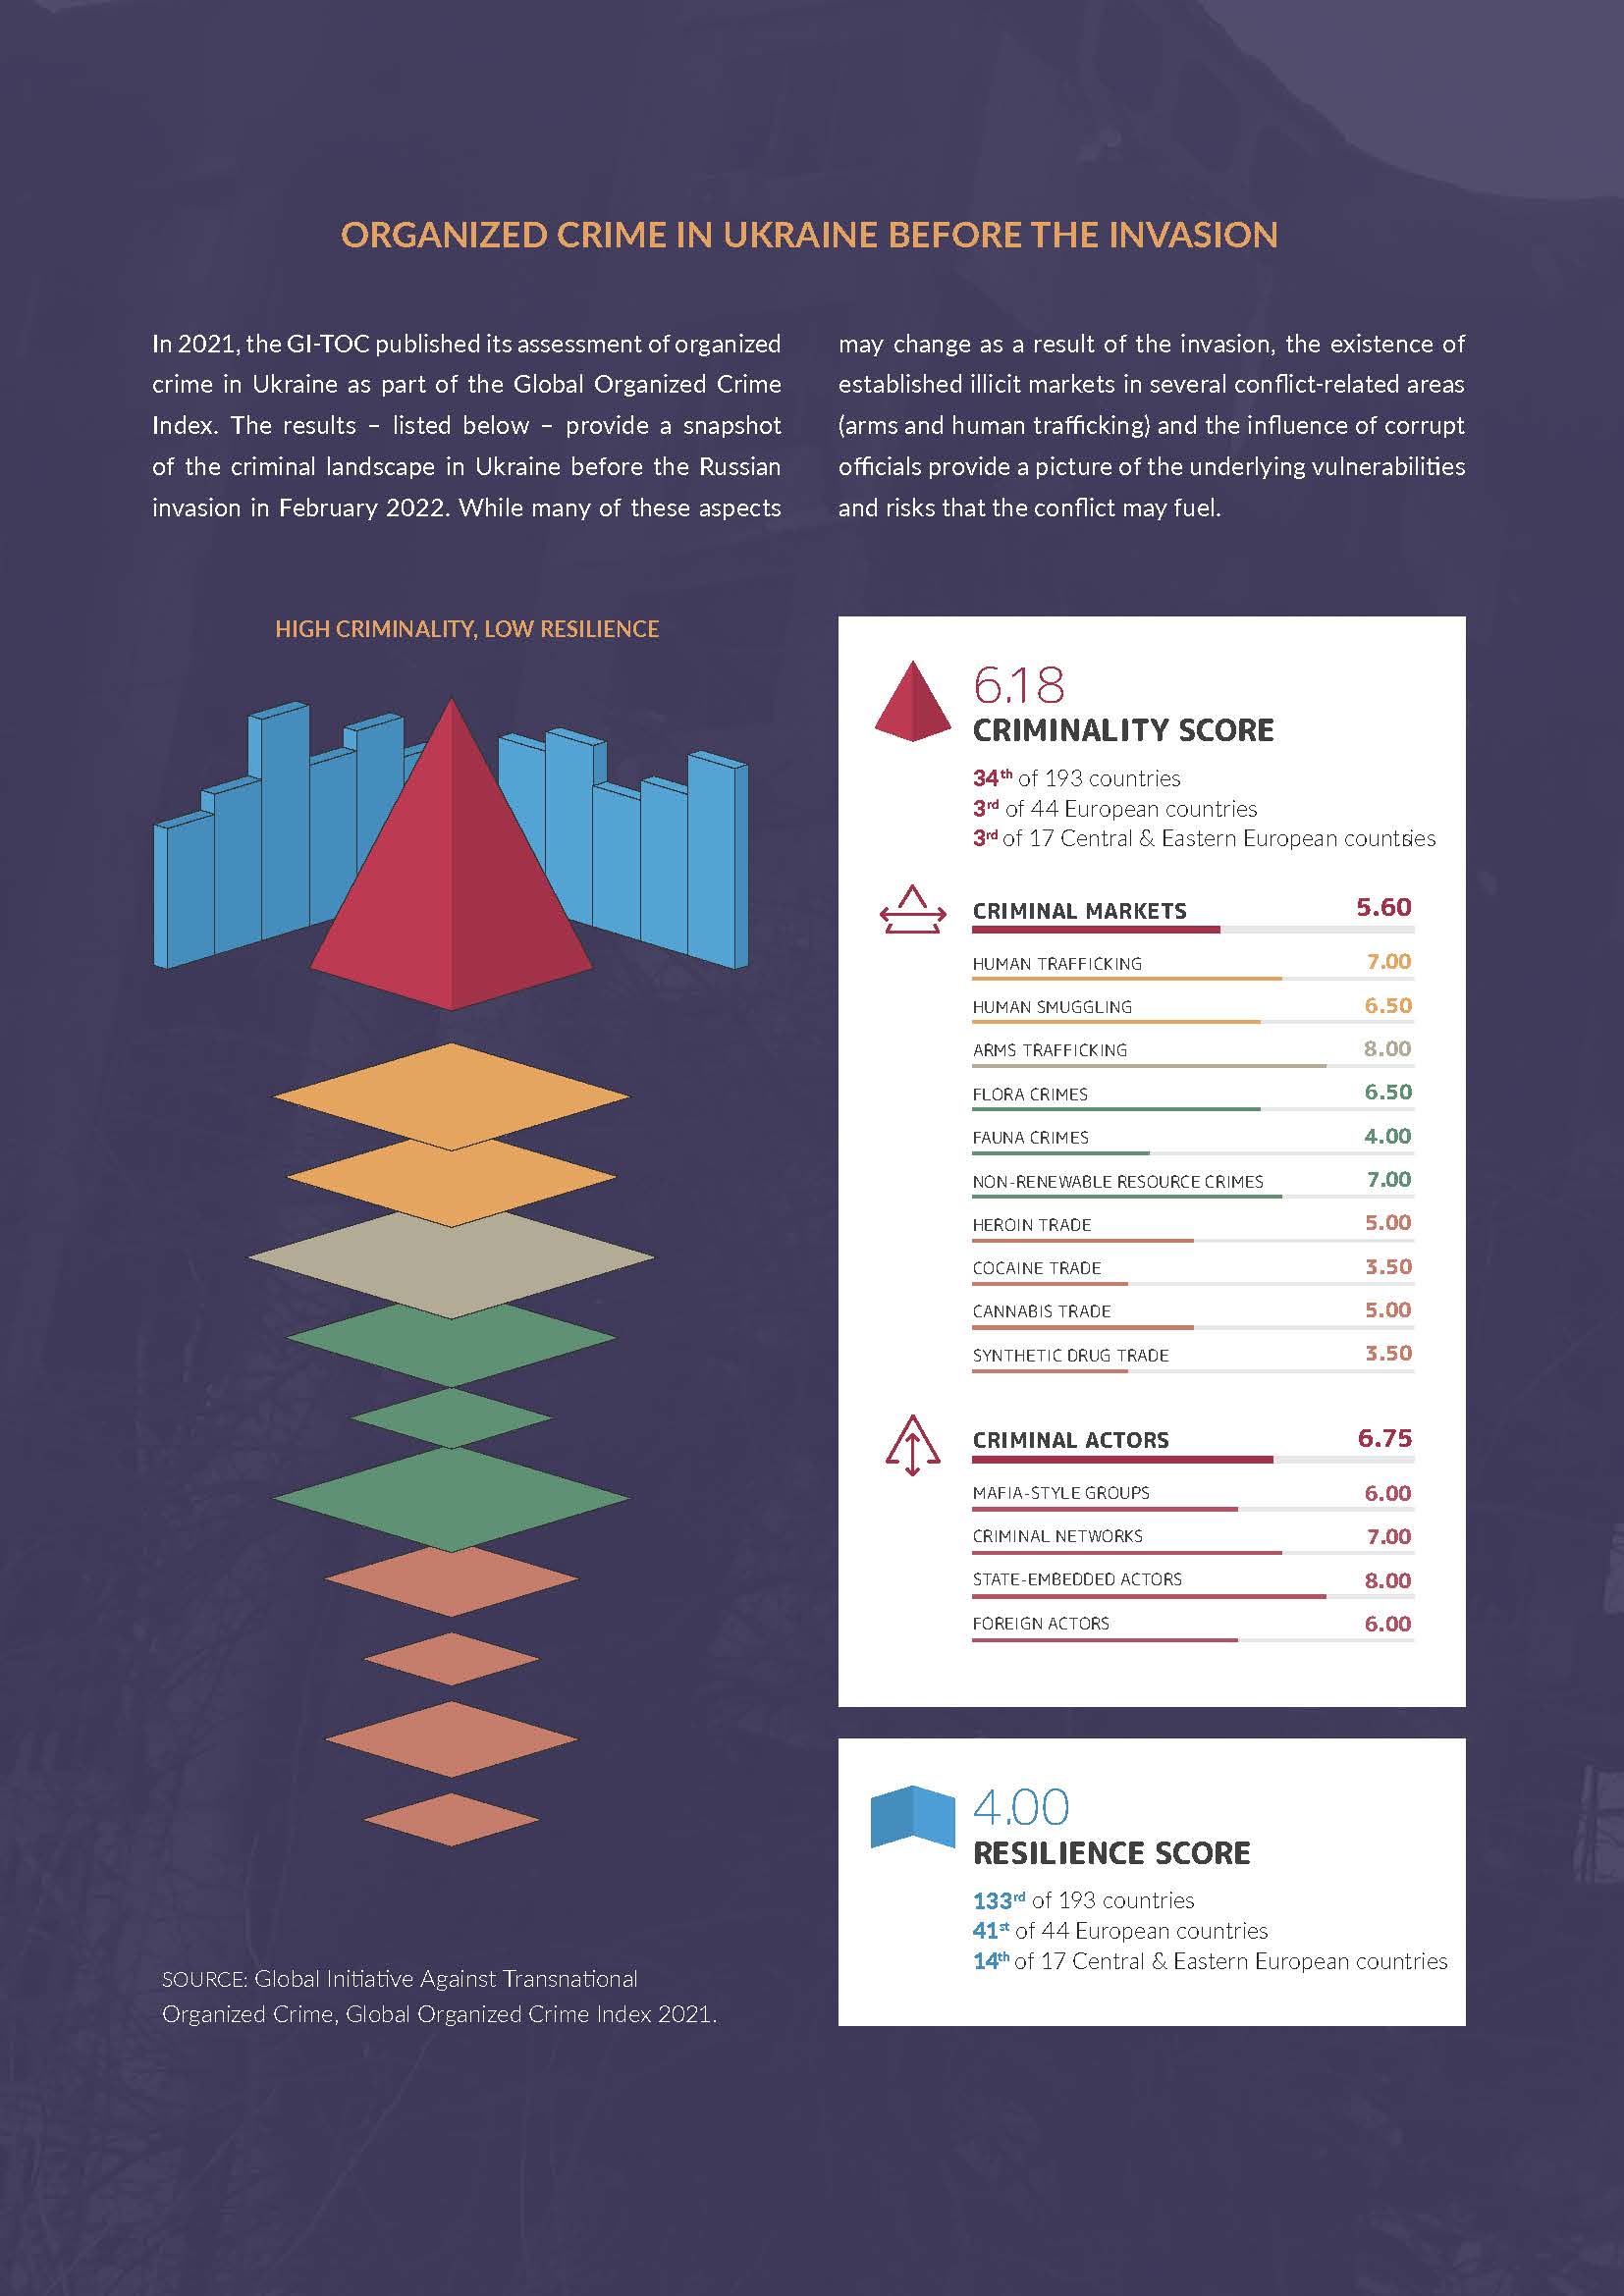 ORGANIZED CRIME IN UKRAINE BEFORE THE INVASION
In 2021, the GI-TOC published its assessment of organized
crime in Ukraine as part of the Global Organized Crime
Index. The results – listed below – provide a snapshot
of the criminal landscape in Ukraine before the Russian
invasion in February 2022. While many of these aspects
may change as a result of the invasion, the existence of
established illicit markets in several conflict-related areas
(arms and human trafficking) and the influence of corrupt
officials provide a picture of the underlying vulnerabilities
and risks that the conflict may fuel.
HIGH CRIMINALITY, LOW RESILIENCE
6.18
CRIMINALITY SCORE
34th of 193 countries
3rd of 44 European countries
3rd of 17 Central & Eastern European countries
CRIMINAL MARKETS 5.60
HUMAN TRAFFICKING 7.00
HUMAN SMUGGLING 6.50
ARMS TRAFFICKING 8.00
FLORA CRIMES 6.50
FAUNA CRIMES 4.00
NON-RENEWABLE RESOURCE CRIMES 7.00
HEROIN TRADE 5.00
COCAINE TRADE 3.50
CANNABIS TRADE 5.00
SYNTHETIC DRUG TRADE 3.50
CRIMINAL ACTORS 6.75
MAFIA-STYLE GROUPS 6.00
CRIMINAL NETWORKS 7.00
STATE-EMBEDDED ACTORS 8.00
FOREIGN ACTORS 6.00
4.00
RESILIENCE SCORE
133rd of 193 countries
41st of 44 European countries
14th of 17 Central & Eastern European countries
SOURCE: Global Initiative Against Transnational
Organized Crime, Global Organized Crime Index 2021.